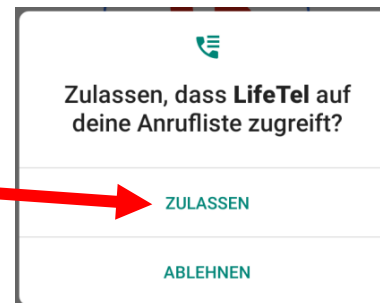 Zulassen, dass LifeTel auf
deine Anrufliste zugreift?
ZULASSEN
ABLEHNEN